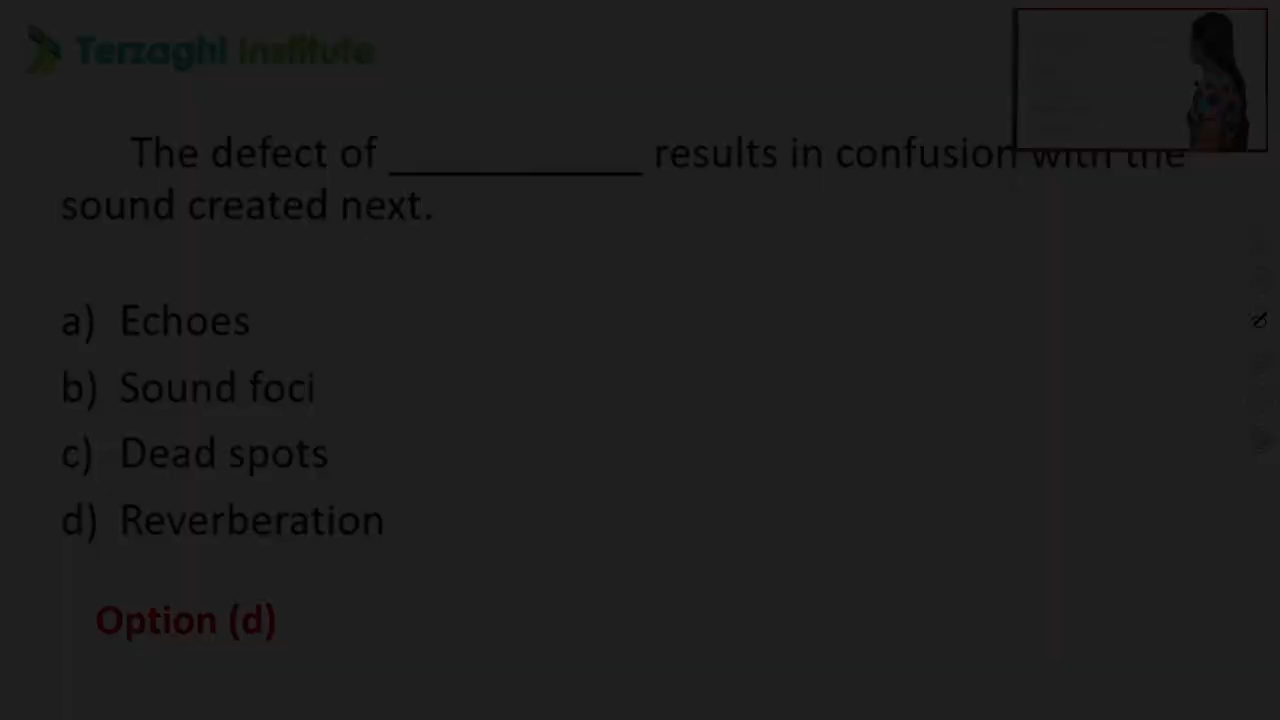 Terzaghi Institute
The defect of ____________ results in confusion with the
sound created next.
a) Echoes
b) Sound foci
c) Dead spots
d) Reverberation
Option (d)